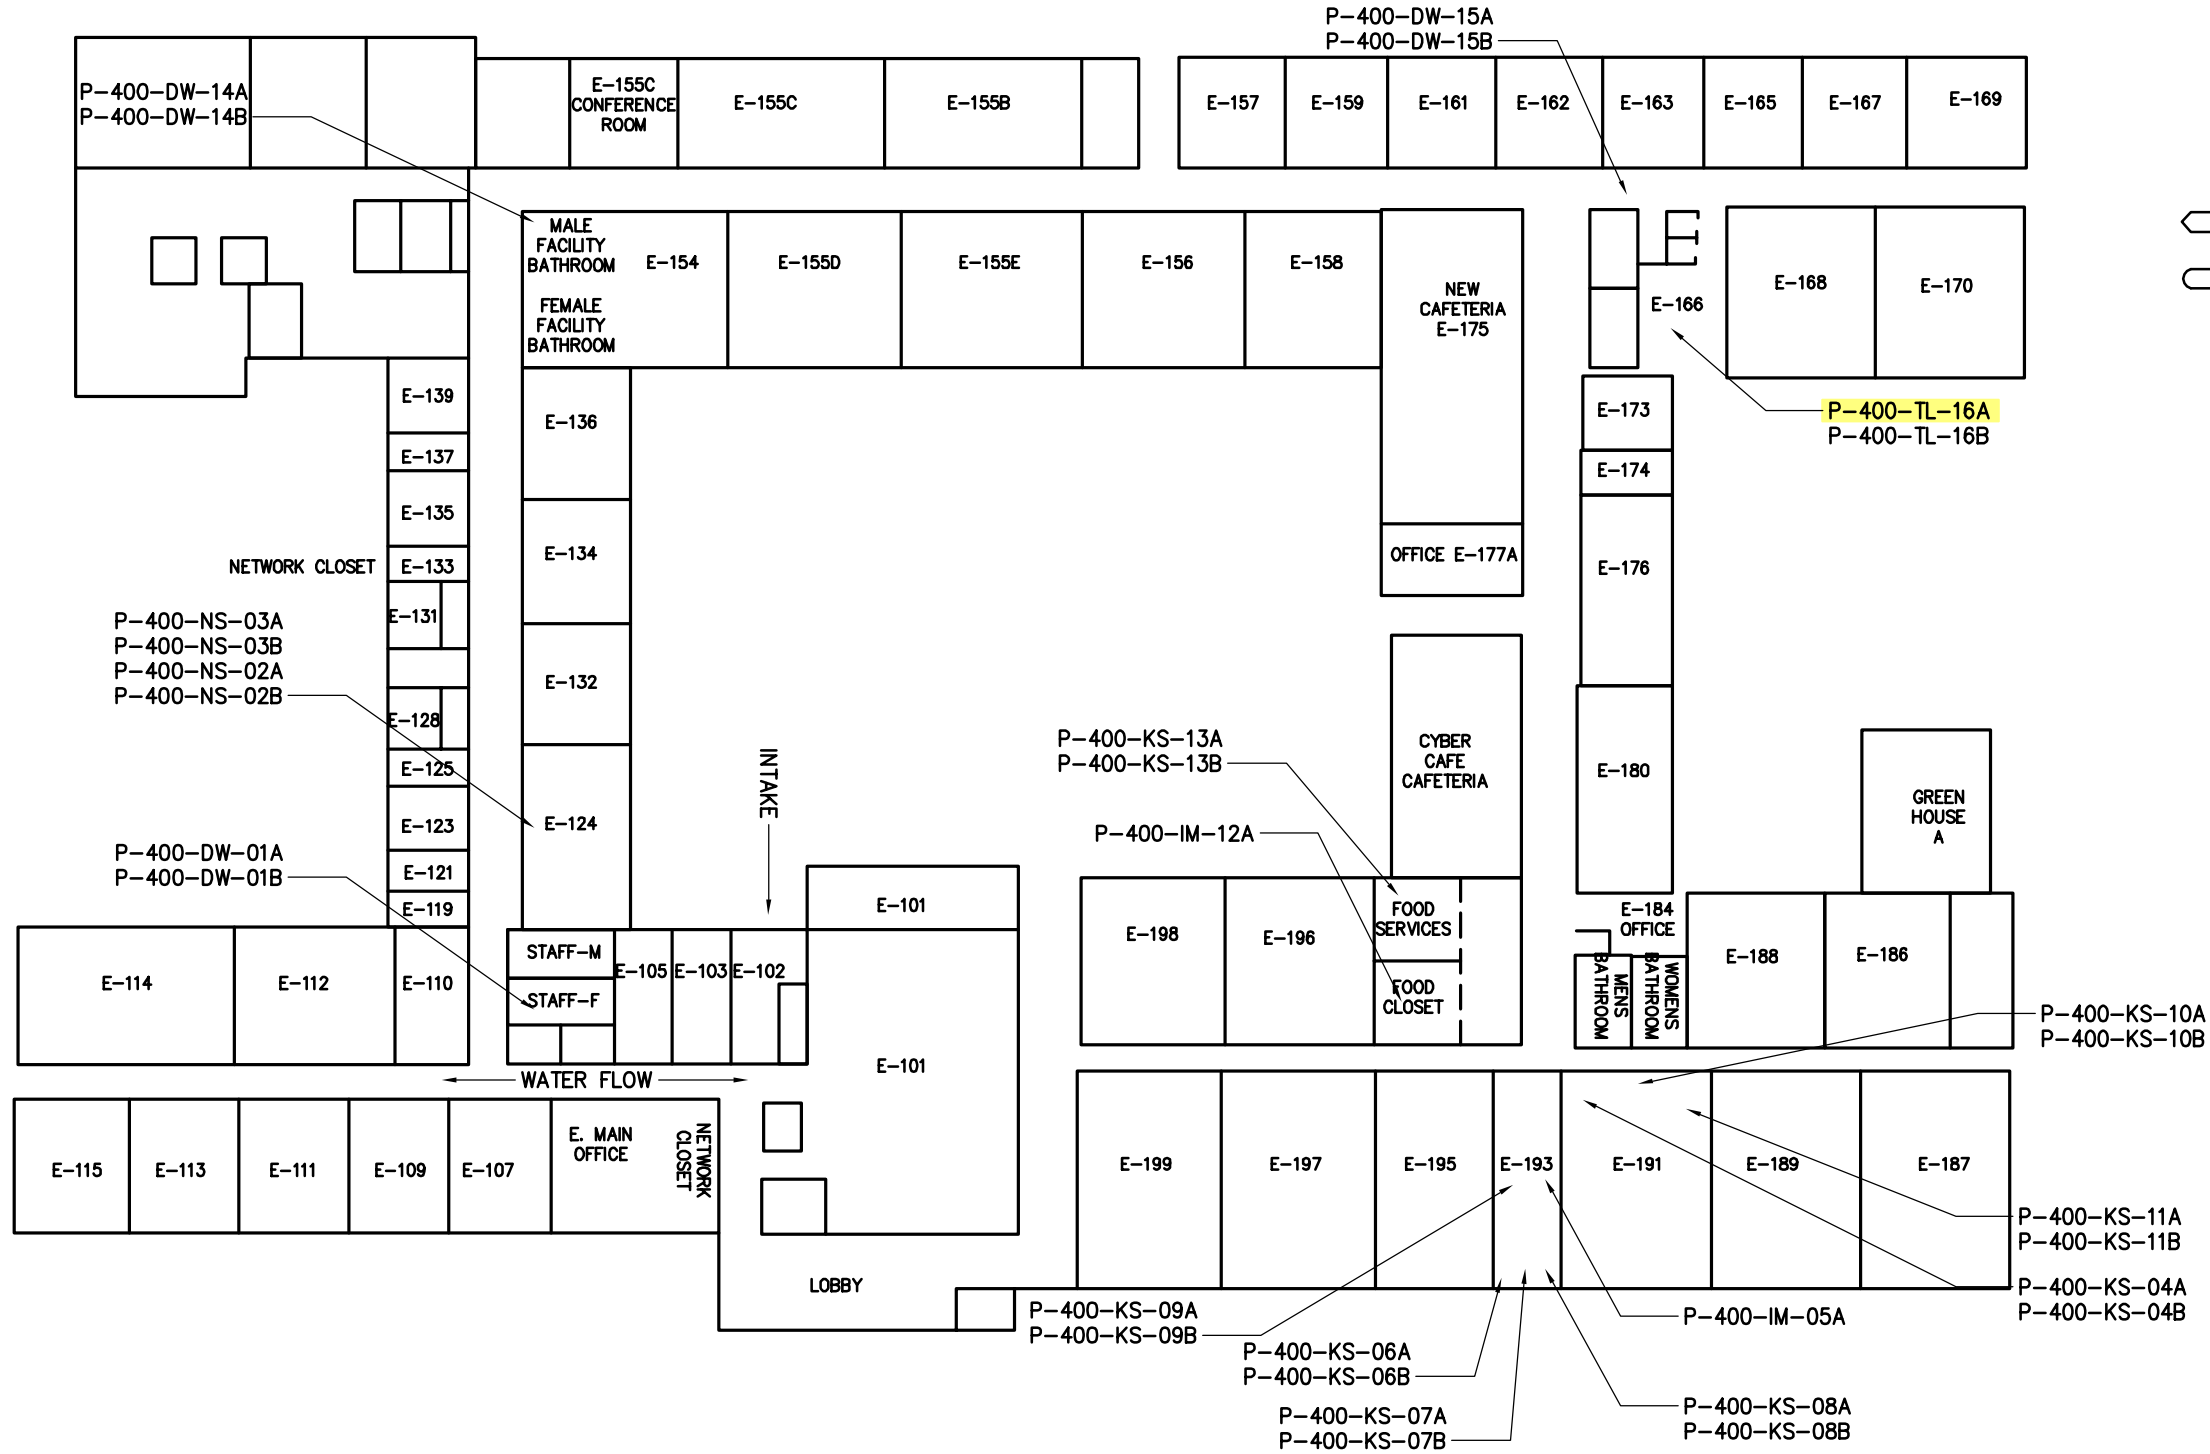 P-400-DW-15A
P-400-DW-15B
P-400-DW-14A
P-400-DW-14B
E-155C
CONFERENCE
ROOM
E-155C
E-155B
E-157
E-159
E-161
E-162
E-163
E-165
E-167
E-169
MALE
FACILITY
BATHROOM
FEMALE
FACILITY
BATHROOM
E-154
E-155D
E-155E
E-156
E-158
NEW
CAFETERIA
E-175
E-166
E-168
E-170
P-400-TL-16A
P-400-TL-16B
E-139
E-137
E-135
NETWORK CLOSET
E-133
E-131
E-128
E-125
E-123
E-121
E-119
E-136
E-134
E-132
E-124
OFFICE E-177A
E-173
E-174
E-176
E-180
P-400-NS-03A
P-400-NS-03B
P-400-NS-02A
P-400-NS-02B
P-400-DW-01A
P-400-DW-01B
INTAKE
P-400-KS-13A
P-400-KS-13B
P-400-IM-12A
CYBER
CAFE
CAFETERIA
GREEN
HOUSE
A
E-114
E-112
E-110
STAFF-M
STAFF-F
E-105
E-103
E-102
E-101
E-101
E-198
E-196
FOOD
SERVICES
FOOD
CLOSET
E-184
OFFICE
MENS
BATHROOM
WOMENS
BATHROOM
E-188
E-186
P-400-KS-10A
P-400-KS-10B
WATER FLOW
E-115
E-113
E-111
E-109
E-107
E. MAIN
OFFICE
NETWORK
CLOSET
LOBBY
E-199
E-197
E-195
E-193
E-191
E-189
E-187
P-400-KS-11A
P-400-KS-11B
P-400-KS-04A
P-400-KS-04B
P-400-KS-09A
P-400-KS-09B
P-400-IM-05A
P-400-KS-06A
P-400-KS-06B
P-400-KS-07A
P-400-KS-07B
P-400-KS-08A
P-400-KS-08B